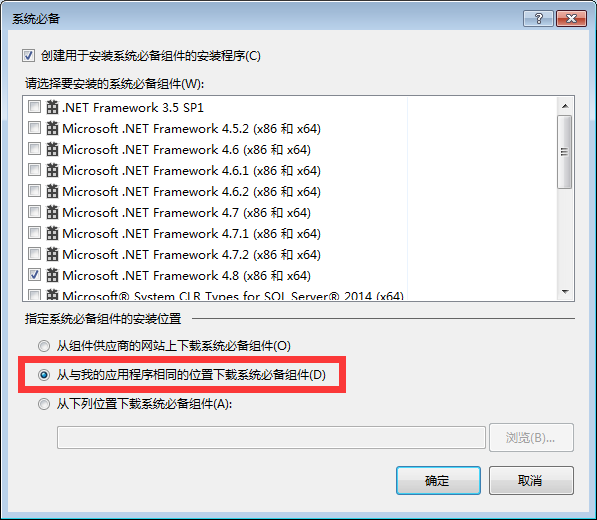 系统必备
创建用于安装系统必备组件的安装程序(C)
请选择要安装的系统必备组件(W):
.NET Framework 3.5 SP1
Microsoft .NET Framework 4.5.2 (x86 和 x64)
Microsoft .NET Framework 4.6 (x86 和 x64)
Microsoft .NET Framework 4.6.1 (x86 和 x64)
Microsoft .NET Framework 4.6.2 (x86 和 x64)
Microsoft .NET Framework 4.7 (x86 和 x64)
Microsoft .NET Framework 4.7.1 (x86 和 x64)
Microsoft .NET Framework 4.7.2 (x86 和 x64)
Microsoft .NET Framework 4.8 (x86 和 x64)
Microsoft® System CLR Types for SQL Server® 2014 (x64)
指定系统必备组件的安装位置
从组件供应商的网站上下载系统必备组件(O)
从与我的应用程序相同的位置下载系统必备组件(D)
从下列位置下载系统必备组件(A):
浏览(B)...
确定
取消